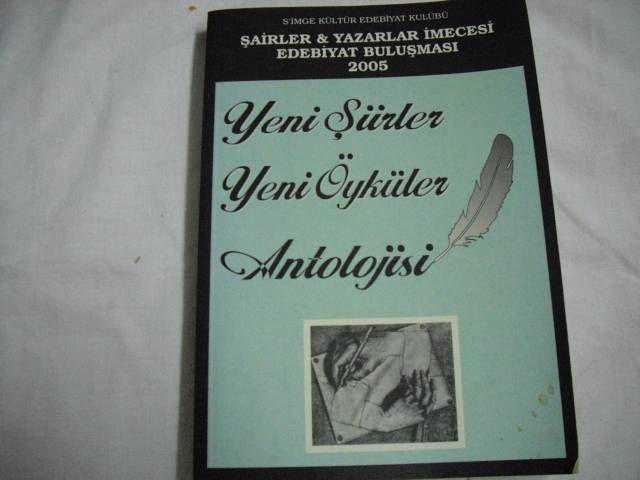 S'İMGE KÜLTÜR EDEBİYAT KULÜBÜ
ŞAİRLER & YAZARLAR İMECESİ
EDEBİYAT BULUŞMASI
2005
Yeni Şiirler
Yeni Öyküler
Antolojisi